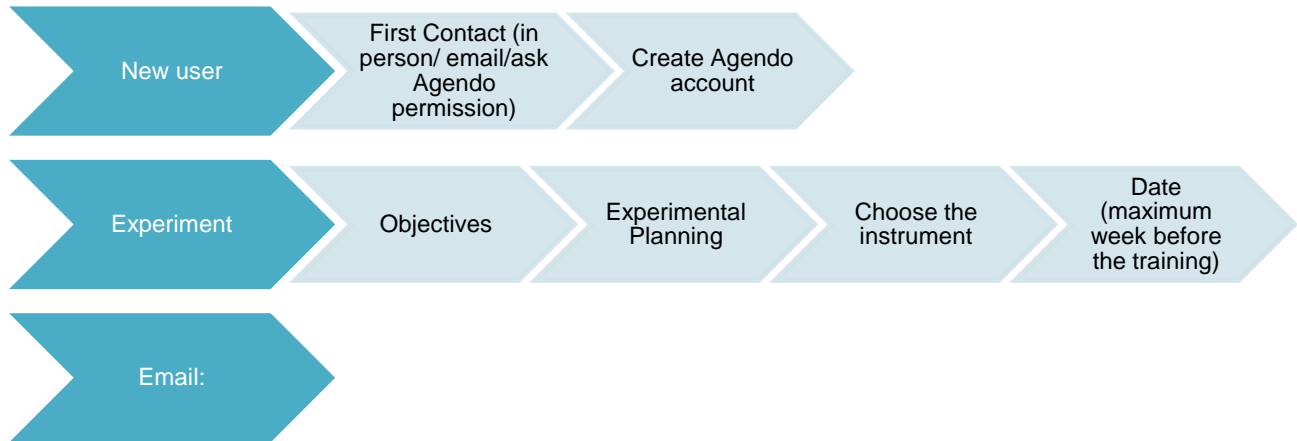 New user
First Contact (in
person/ email/ask
Agendo
permission)
Create Agendo
account
Experiment
Objectives
Experimental
Planning
Choose the
instrument
Date
(maximum
week before
the training)
Email: